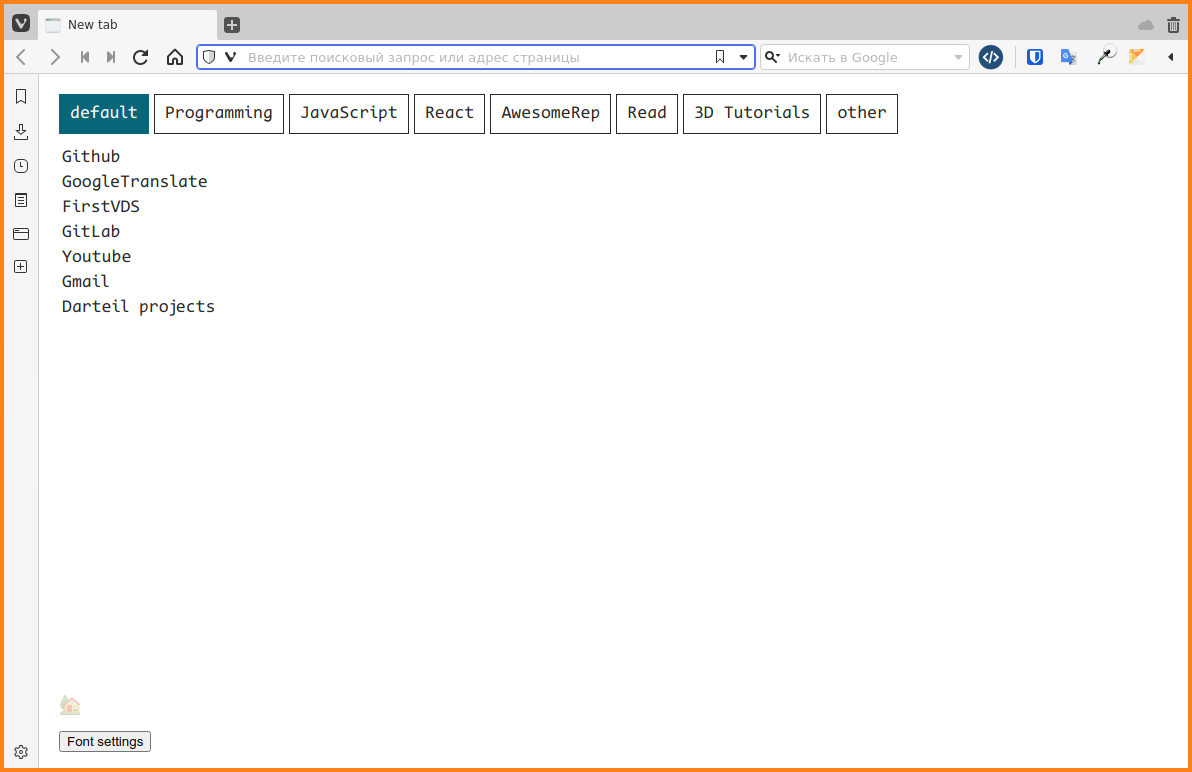 New tab
Введите поисковый запрос или адрес страницы
Искать в Google
default Programming JavaScript React AwesomeRep Read 3D Tutorials other
Github
GoogleTranslate
FirstVDS
GitLab
Youtube
Gmail
Darteil projects
Font settings